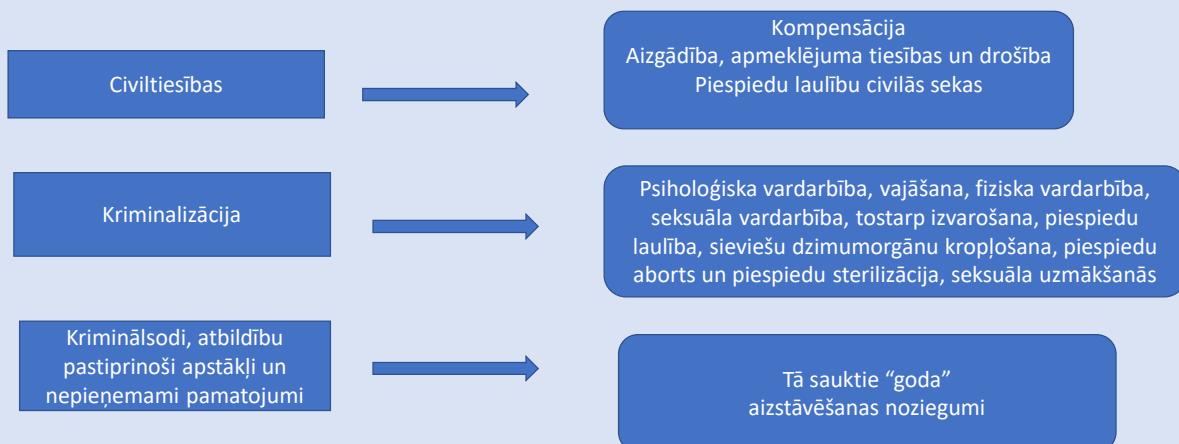 Civiltiesības
Kompensācija
Aizgādība, apmeklējuma tiesības un drošība
Piespiedu laulību civilās sekas
Kriminalizācija
Psiholoģiska vardarbība, vajāšana, fiziska vardarbība,
seksuāla vardarbība, tostarp izvarošana, piespiedu
laulība, sieviešu dzimumorgānu kropļošana, piespiedu
aborts un piespiedu sterilizācija, seksuāla uzmākšanās
Kriminālsodi, atbildību
pastiprinoši apstākļi un
nepieņemami pamatojumi
Tā sauktie “goda”
aizstāvēšanas noziegumi